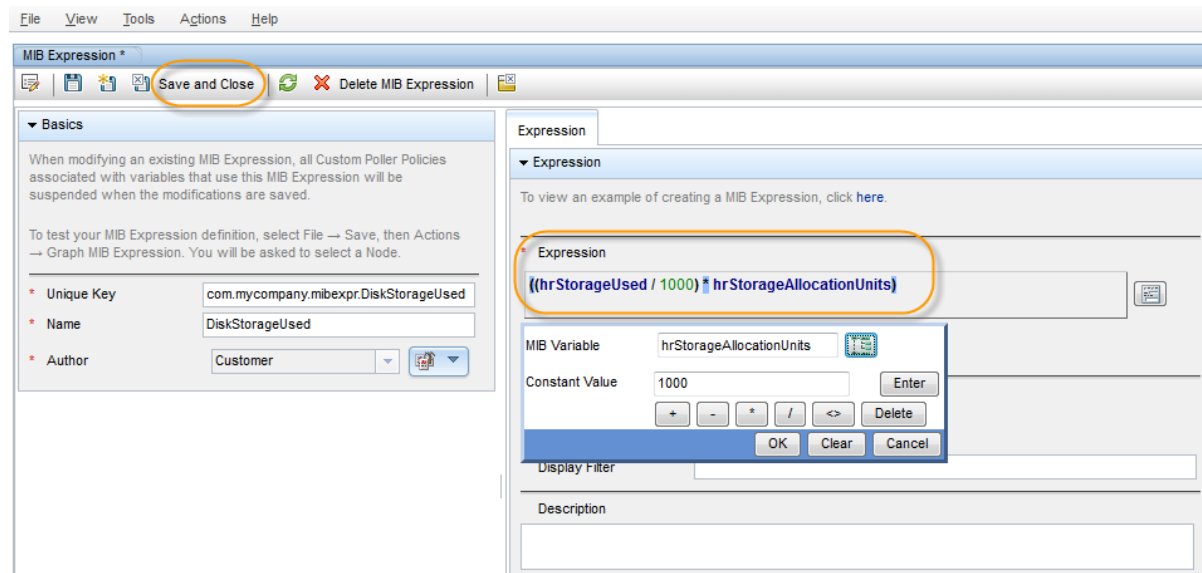 File View Tools Actions Help
MIB Expression *
Save and Close Delete MIB Expression
Basics
When modifying an existing MIB Expression, all Custom Poller Policies
associated with variables that use this MIB Expression will be
suspended when the modifications are saved.
To test your MIB Expression definition, select File → Save, then Actions
→ Graph MIB Expression. You will be asked to select a Node.
* Unique Key com.mycompany.mibexpr.DiskStorageUsed
* Name DiskStorageUsed
* Author Customer
Expression
Expression
To view an example of creating a MIB Expression, click here.
* Expression
((hrStorageUsed / 1000) * hrStorageAllocationUnits)
MIB Variable hrStorageAllocationUnits
Constant Value 1000 Enter
+ - * / <> Delete
OK Clear Cancel
Display Filter
Description